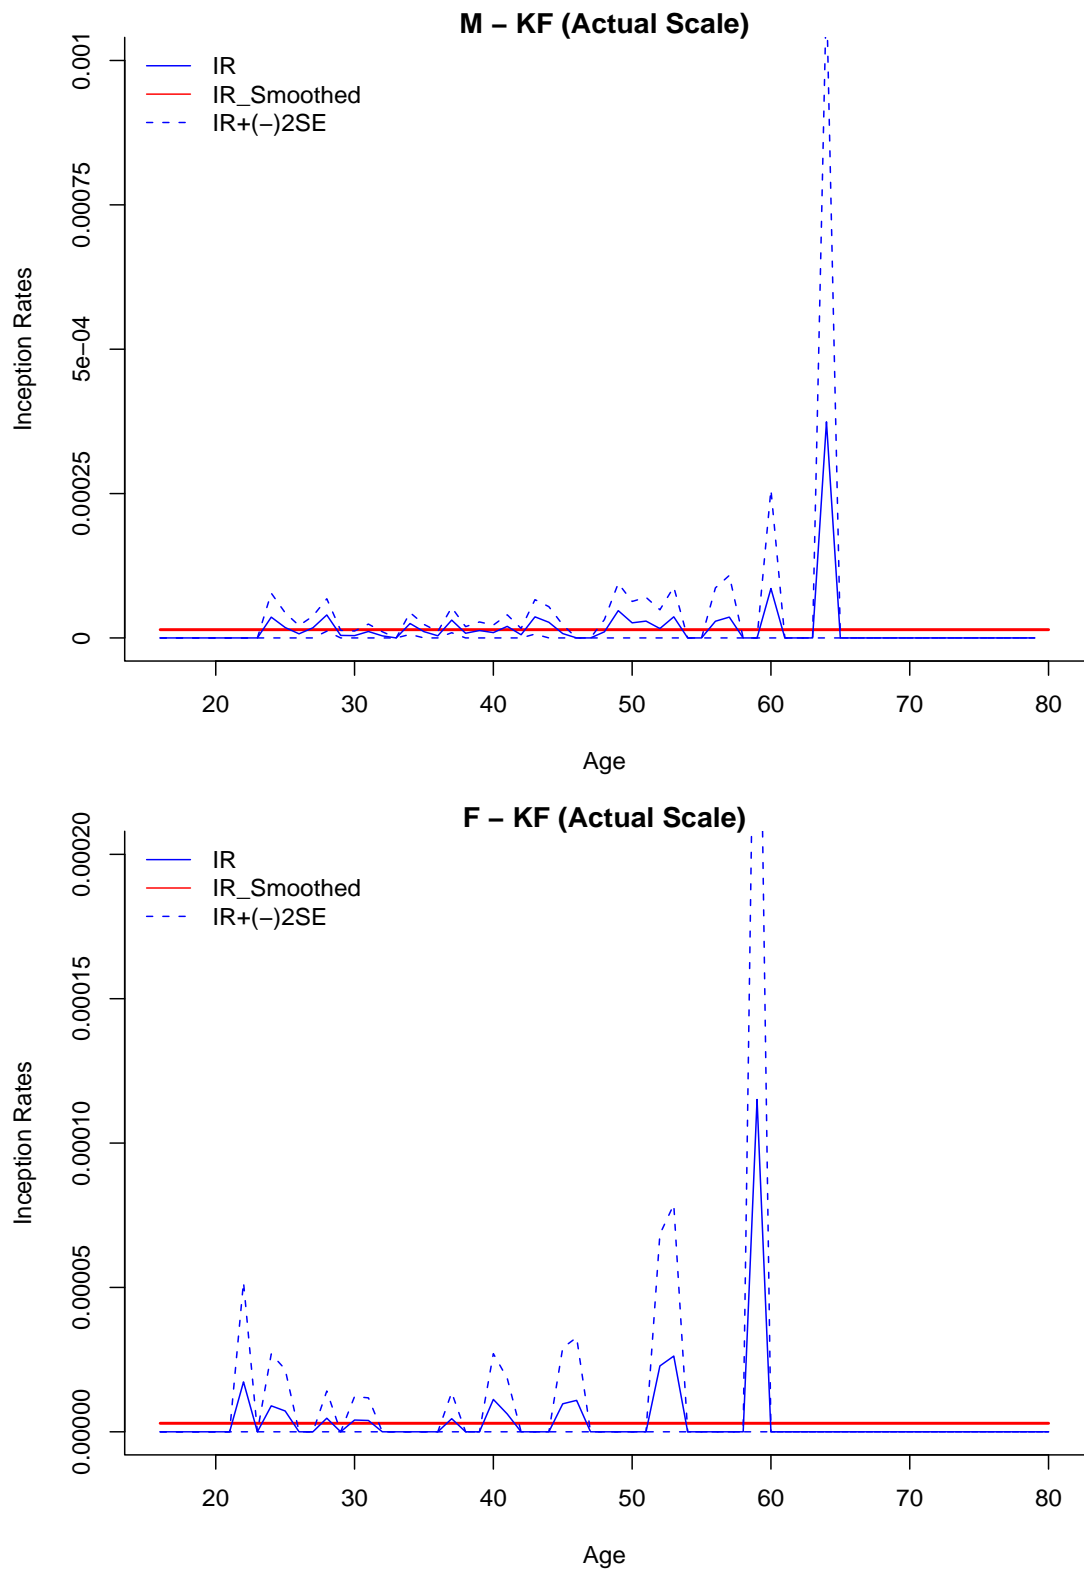 M − KF (Actual Scale)
IR
IR_Smoothed
IR+(−)2SE
Inception Rates
0.001
0.00075
5e−04
0.00025
0
20 30 40 50 60 70 80
Age
F − KF (Actual Scale)
IR
IR_Smoothed
IR+(−)2SE
Inception Rates
0.00020
0.00015
0.00010
0.00005
0.00000
20 30 40 50 60 70 80
Age